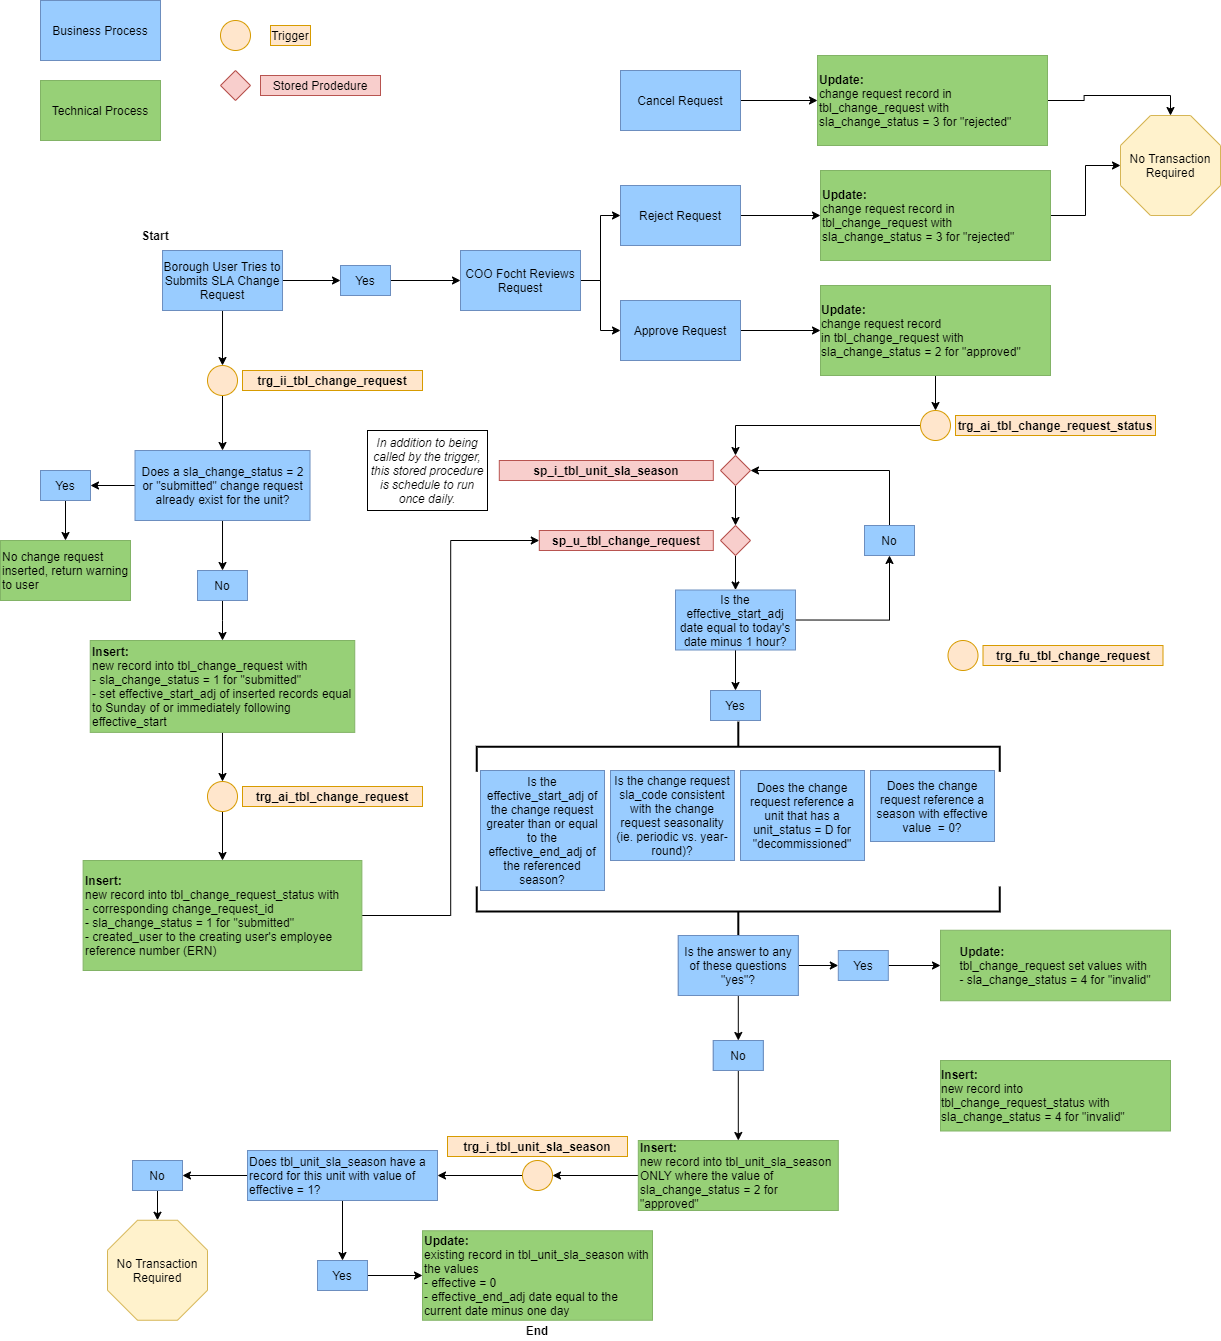 Business Process
Trigger
Stored Prodedure
Technical Process
Cancel Request
Update:
change request record in
tbl_change_request with
sla_change_status = 3 for "rejected"
No Transaction
Required
Reject Request
Update:
change request record in
tbl_change_request with
sla_change_status = 3 for "rejected"
Start
Borough User Tries to
Submits SLA Change
Request
Yes
COO Focht Reviews
Request
Approve Request
Update:
change request record
in tbl_change_request with
sla_change_status = 2 for "approved"
trg_ii_tbl_change_request
trg_ai_tbl_change_request_status
In addition to being
called by the trigger,
this stored procedure
is schedule to run
once daily.
sp_i_tbl_unit_sla_season
Does a sla_change_status = 2
or "submitted" change request
already exist for the unit?
Yes
No change request
inserted, return warning
to user
No
sp_u_tbl_change_request
No
Is the
effective_start_adj
date equal to today's
date minus 1 hour?
trg_fu_tbl_change_request
Insert:
new record into tbl_change_request with
- sla_change_status = 1 for "submitted"
- set effective_start_adj of inserted records equal
to Sunday of or immediately following
effective_start
Yes
trg_ai_tbl_change_request
Is the
effective_start_adj of
the change request
greater than or equal
to the
effective_end_adj of
the referenced
season?
Is the change request
sla_code consistent
with the change
request seasonality
(ie. periodic vs. year-
round)?
Does the change
request reference a
unit that has a
unit_status = D for
"decommissioned"
Does the change
request reference a
season with effective
value  = 0?
Insert:
new record into tbl_change_request_status with
- corresponding change_request_id
- sla_change_status = 1 for "submitted"
- created_user to the creating user's employee
reference number (ERN)
Is the answer to any
of these questions
"yes"?
Yes
Update:
tbl_change_request set values with
- sla_change_status = 4 for "invalid"
No
Insert:
new record into
tbl_change_request_status with
sla_change_status = 4 for "invalid"
Insert:
new record into tbl_unit_sla_season
ONLY where the value of
sla_change_status = 2 for
"approved"
trg_i_tbl_unit_sla_season
Does tbl_unit_sla_season have a
record for this unit with value of
effective = 1?
No
No Transaction
Required
Yes
Update:
existing record in tbl_unit_sla_season with
the values
- effective = 0
- effective_end_adj date equal to the
current date minus one day
End